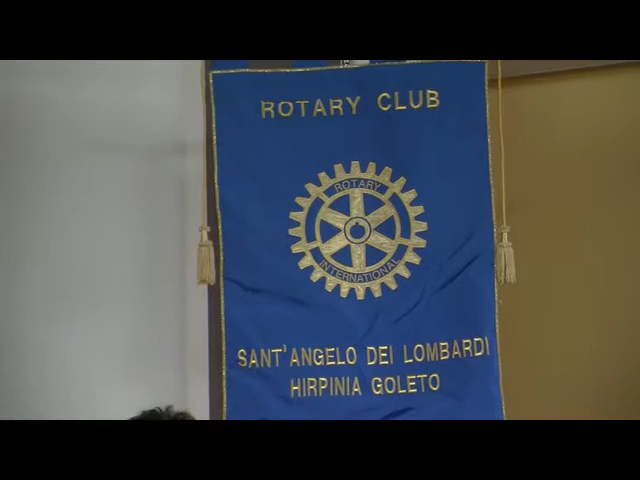 ROTARY CLUB
ROTARY
INTERNATIONAL
SANT'ANGELO DEI LOMBARDI
HIRPINIA GOLETO